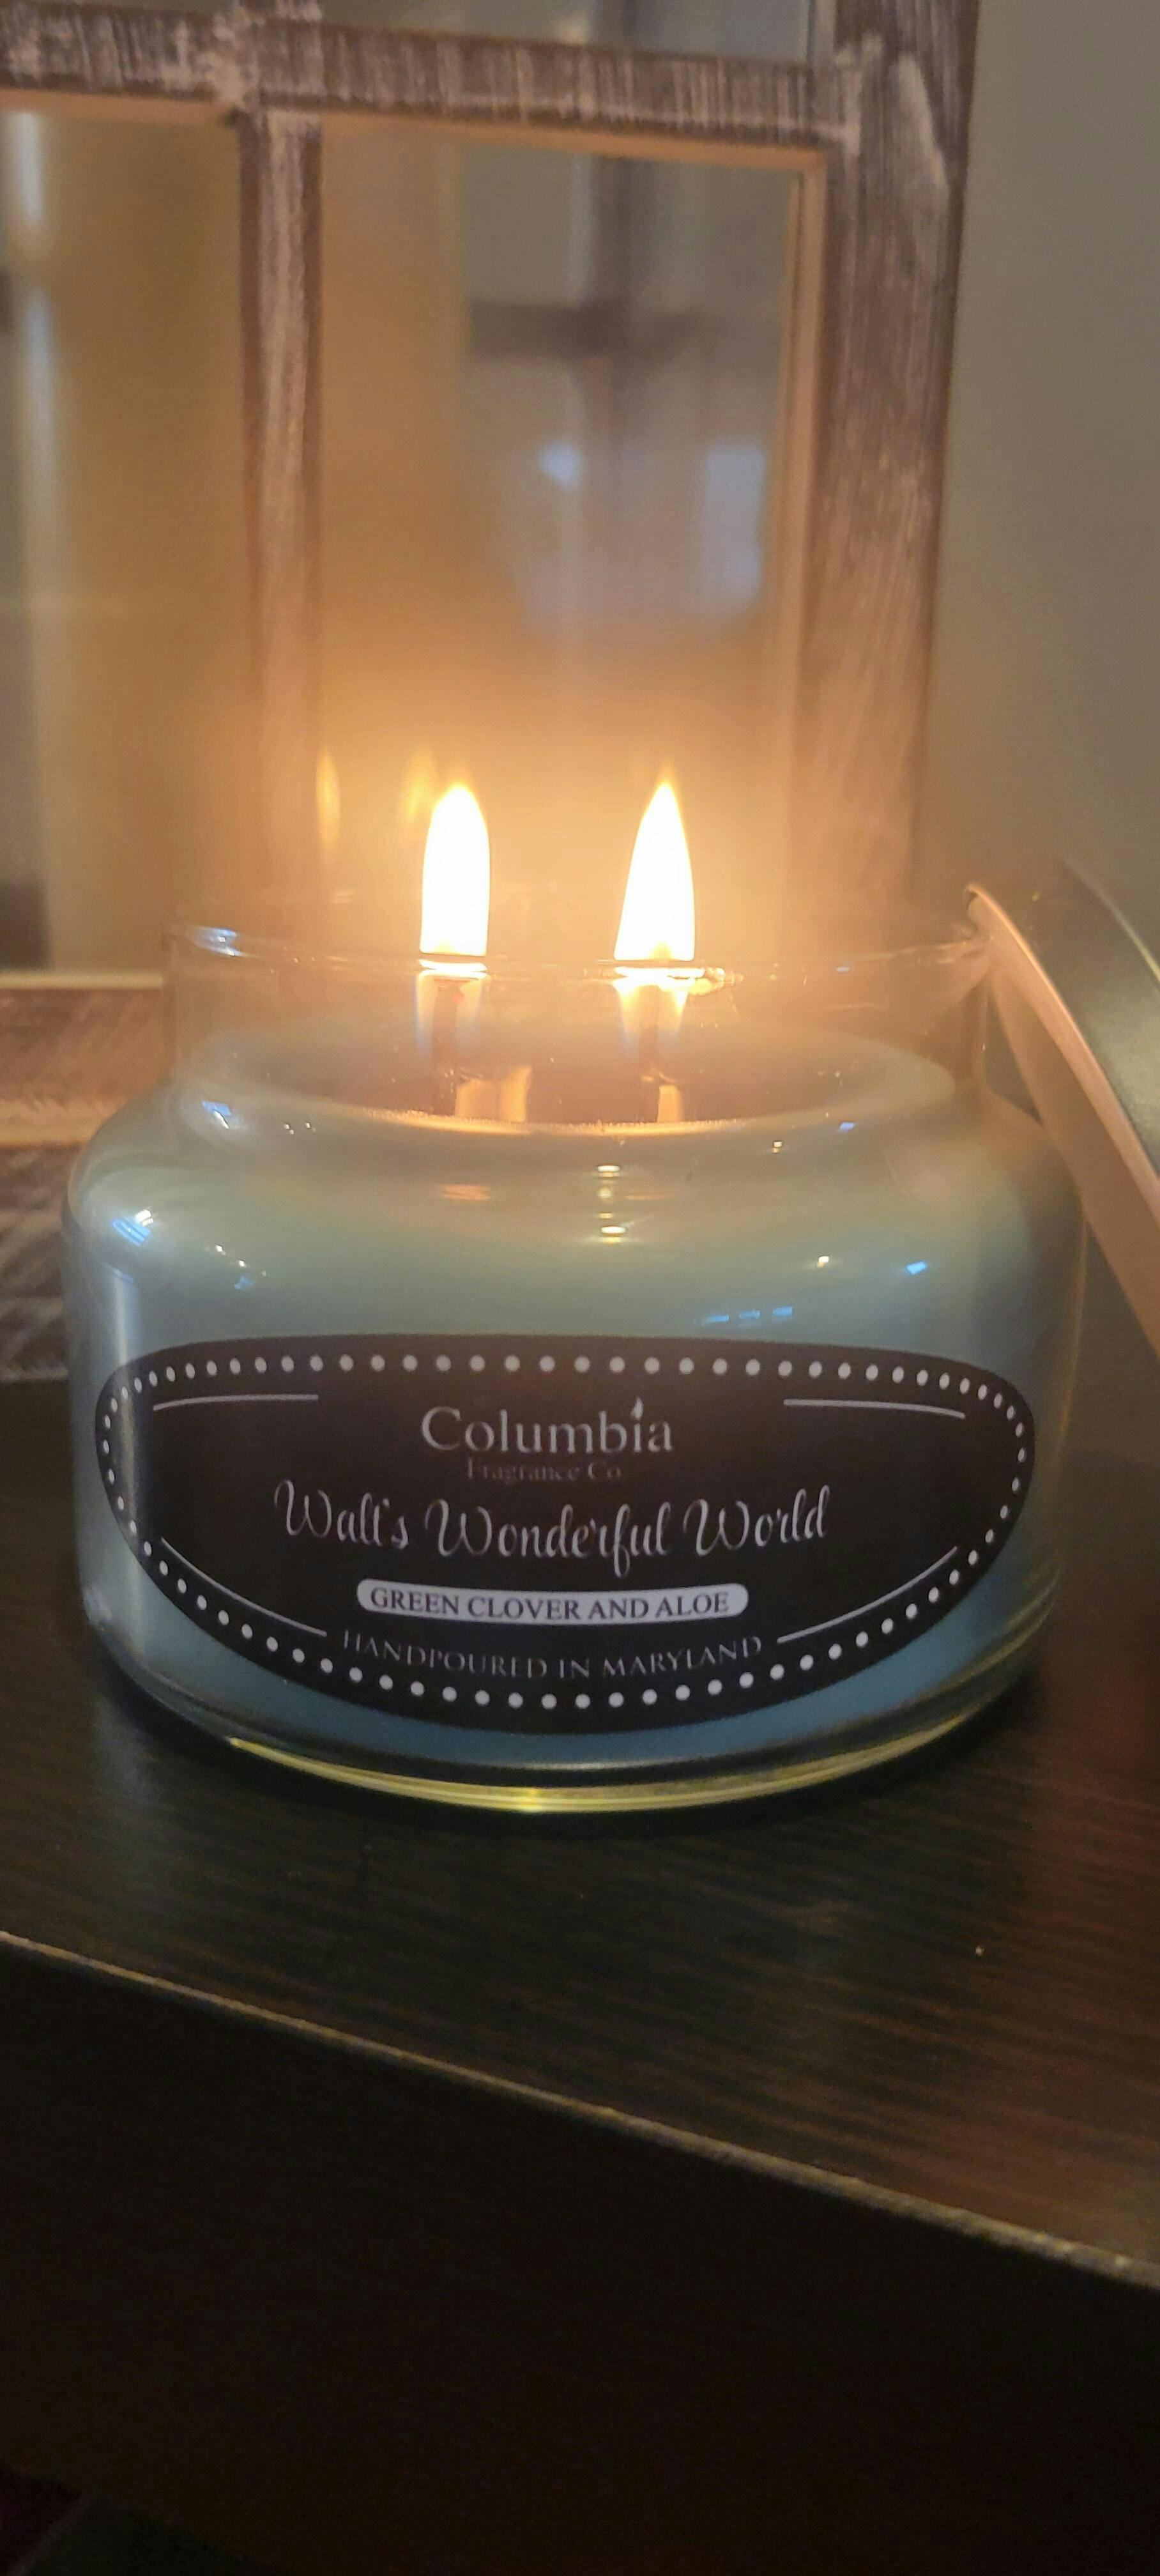 Columbia
Fragrance Co
Walt's Wonderful World
GREEN CLOVER AND ALOE
HANDPOURED IN MARYLAND